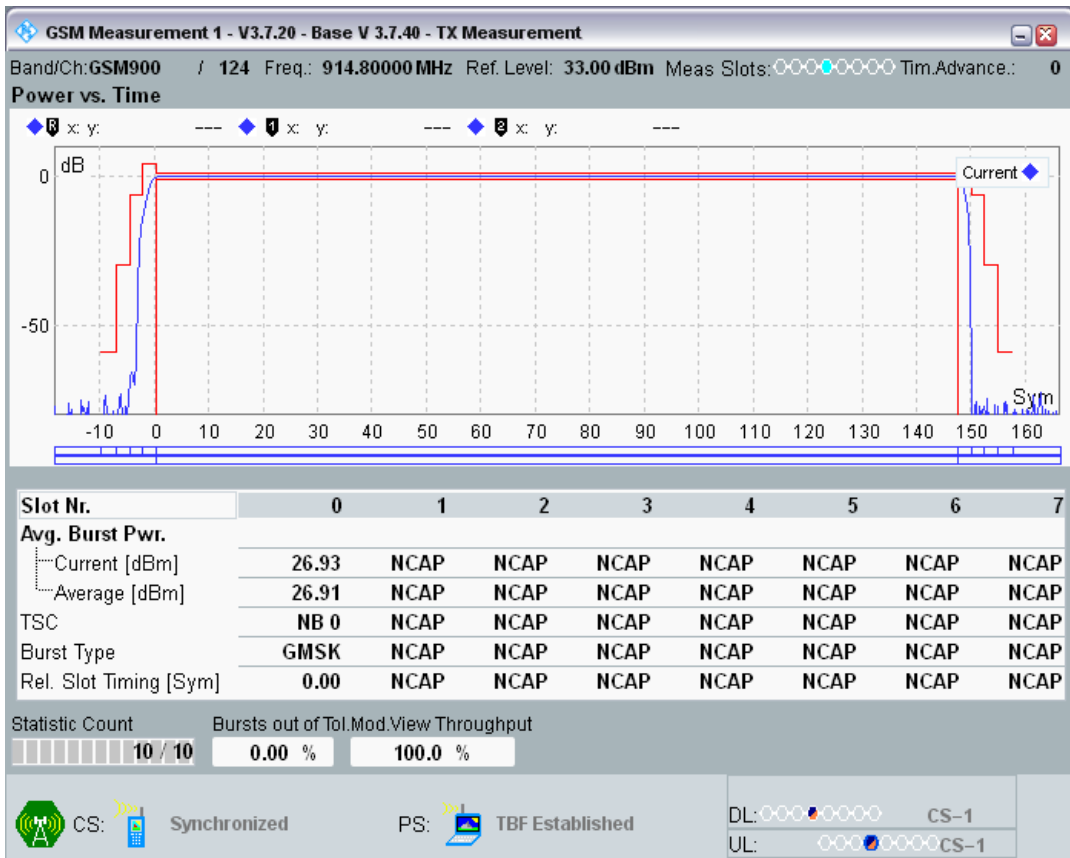 GSM Measurement 1 - V3.7.20 - Base V 3.7.40 - TX Measurement
Band/Ch:GSM900 / 124 Freq.: 914.80000 MHz Ref. Level: 33.00 dBm Meas Slots: Tim.Advance.: 0
Power vs. Time
R x: y: --- 1 x: y: --- 2 x: y: ---
dB
Current
0
-50
Sym
-10 0 10 20 30 40 50 60 70 80 90 100 110 120 130 140 150 160
Slot Nr. 0 1 2 3 4 5 6 7
Avg. Burst Pwr.
Current [dBm] 26.93 NCAP NCAP NCAP NCAP NCAP NCAP NCAP
Average [dBm] 26.91 NCAP NCAP NCAP NCAP NCAP NCAP NCAP
TSC NB 0 NCAP NCAP NCAP NCAP NCAP NCAP NCAP
Burst Type GMSK NCAP NCAP NCAP NCAP NCAP NCAP NCAP
Rel. Slot Timing [Sym] 0.00 NCAP NCAP NCAP NCAP NCAP NCAP NCAP
Statistic Count Bursts out of Tol.Mod.View Throughput
10 / 10 0.00 % 100.0 %
CS: Synchronized PS: TBF Established
DL: CS-1
UL: CS-1